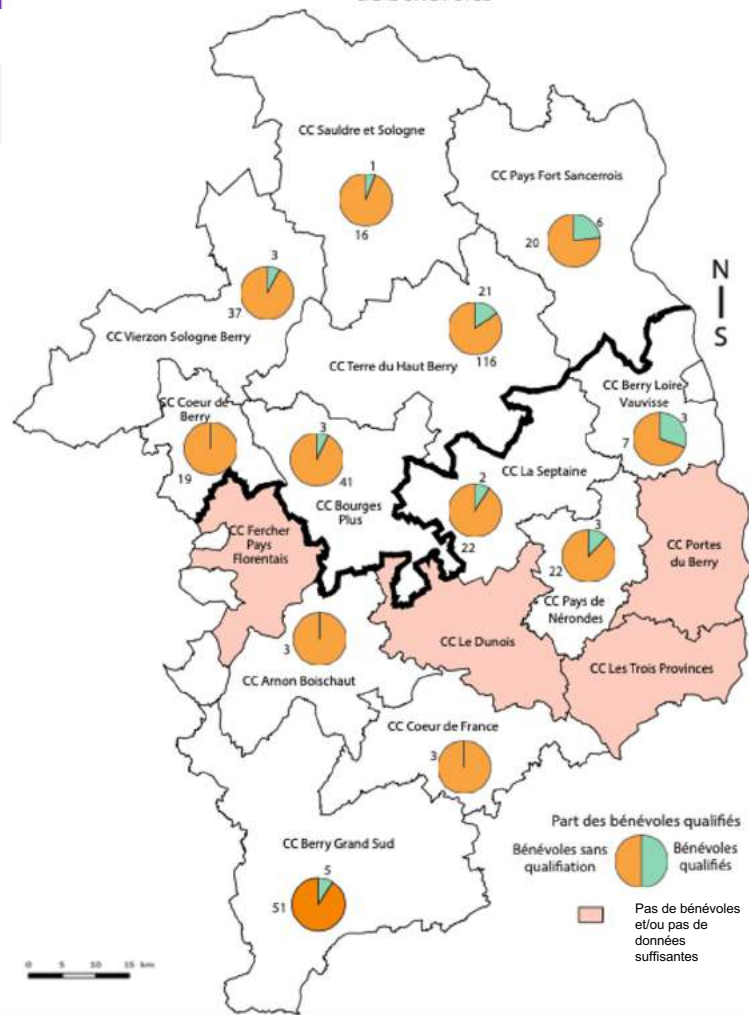 CC Sauldre et Sologne
1
16
CC Pays Fort Sancerrois
6
20
N
S
3
37
CC Vierzon Sologne Berry
21
116
CC Terre du Haut Berry
CC Berry Loire
Vauvisse
3
7
CC Coeur de
Berry
19
3
41
CC Bourges
Plus
CC La Septaine
2
22
CC Fercher
Pays
Florentais
3
22
CC Pays de
Nérondes
CC Portes
du Berry
CC Le Dunois
CC Les Trois Provinces
3
CC Arnon Boischaut
CC Coeur de France
3
CC Berry Grand Sud
5
51
Part des bénévoles qualifiés
Bénévoles sans
qualifiation
Bénévoles
qualifiés
Pas de bénévoles
et/ou pas de
données
suffisantes
0 5 10 15 km